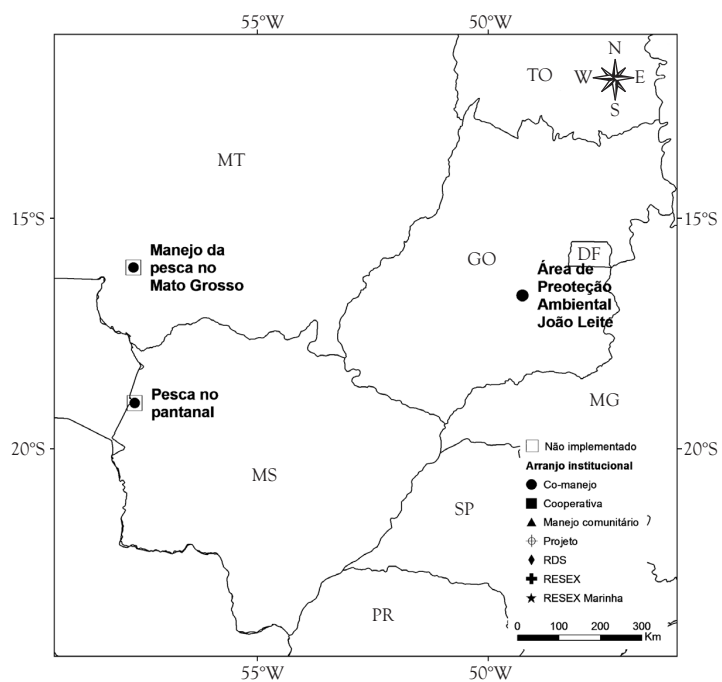 55°W
50°W
N
TO
W
E
S
MT
15°S
15°S
Manejo da
pesca no
Mato Grosso
GO
DF
Área de
Preoteção
Ambiental
João Leite
Pesca no
pantanal
MG
20°S
20°S
Não implementado
Arranjo institucional
MS
Co-manejo
Cooperativa
SP
Manejo comunitário
Projeto
RDS
RESEX
RESEX Marinha
PR
0 100 200 300
Km
55°W
50°W